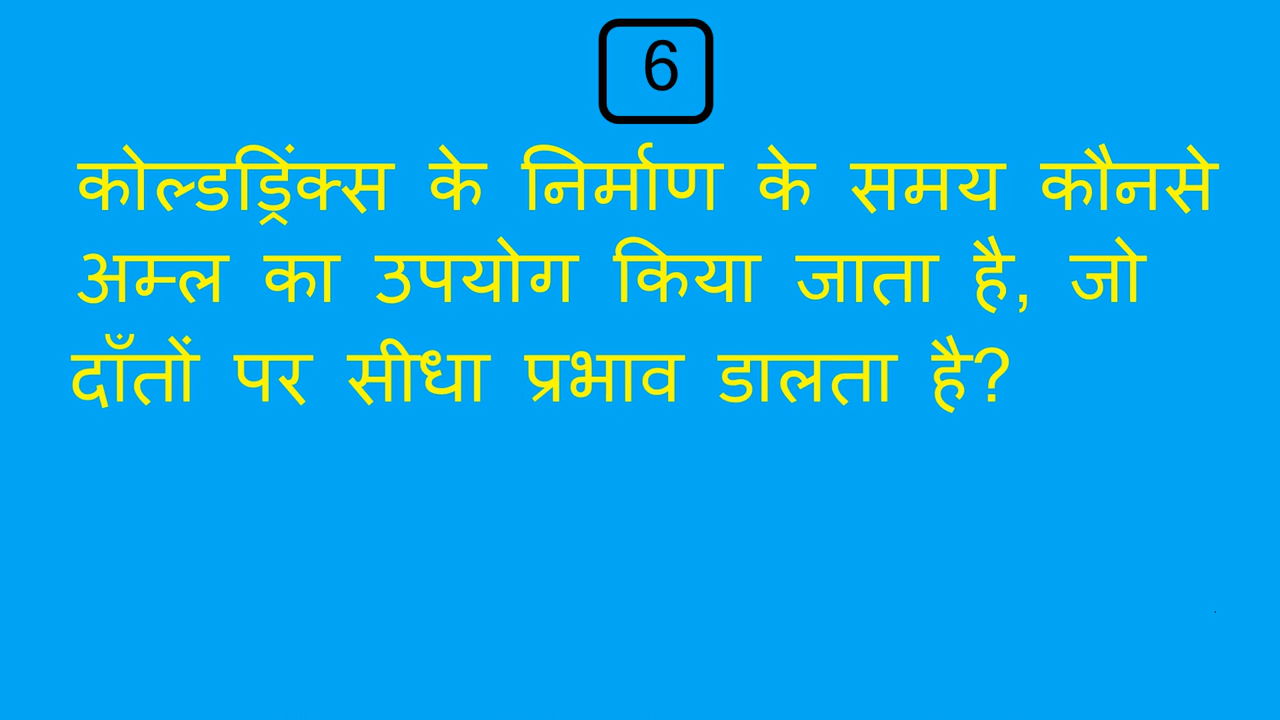 6
कोल्डड्रिंक्स के निर्माण के समय कौनसे
अम्ल का उपयोग किया जाता है, जो
दाँतों पर सीधा प्रभाव डालता है?